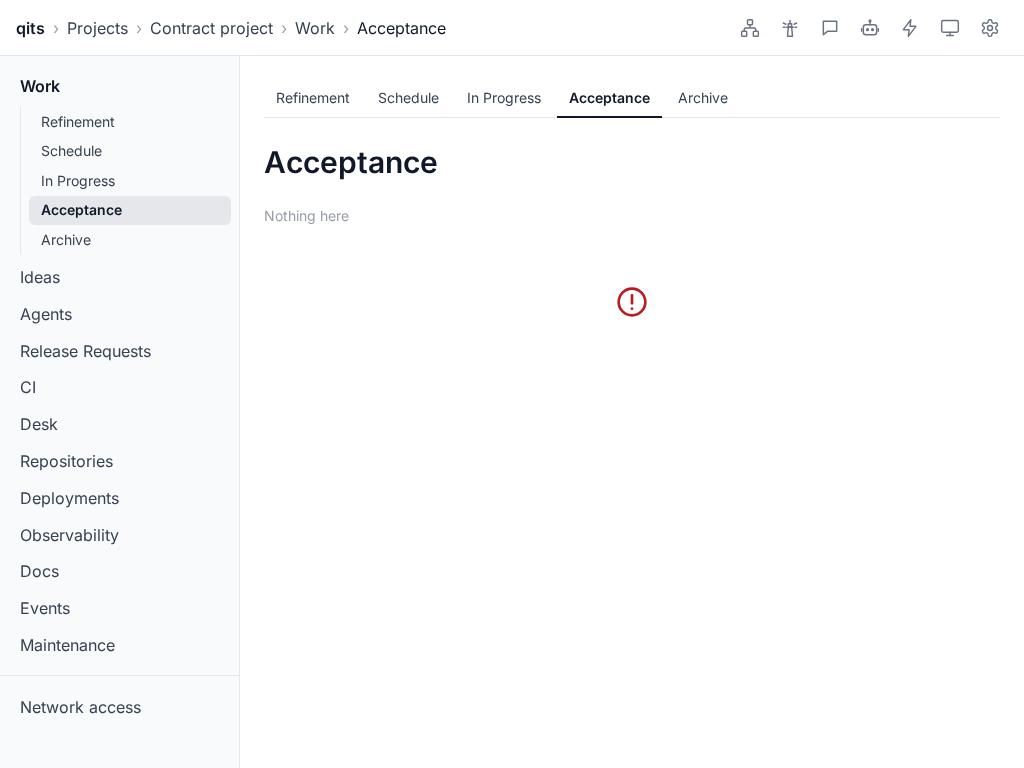 qits › Projects › Contract project › Work › Acceptance
Work
Refinement
Schedule
In Progress
Acceptance
Archive
Ideas
Agents
Release Requests
CI
Desk
Repositories
Deployments
Observability
Docs
Events
Maintenance
Network access
Refinement Schedule In Progress Acceptance Archive
Acceptance
Nothing here